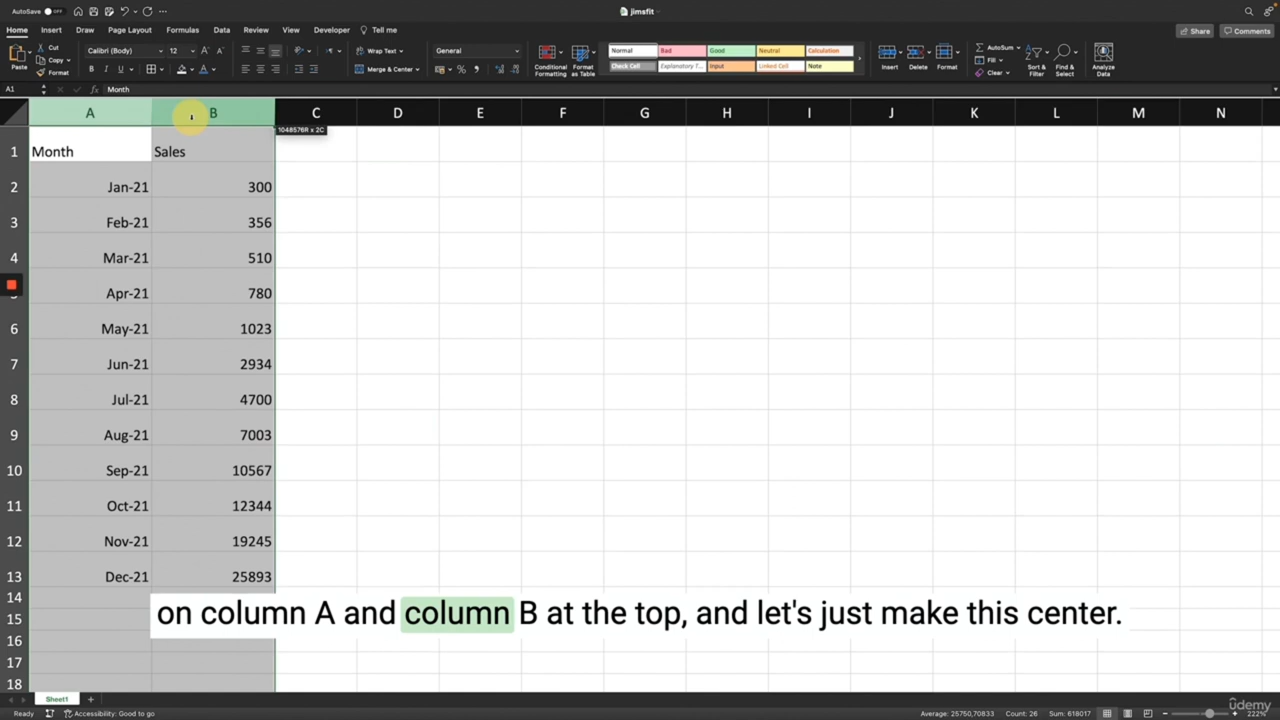 AutoSave OFF
jimsfit
Home Insert Draw Page Layout Formulas Data Review View Developer Tell me
Share Comments
Paste
Cut
Copy
Format
Calibri (Body) 12
B
Wrap Text
Merge & Center
General
Conditional Formatting
Format as Table
Normal Bad Good Neutral Calculation
Check Cell Explanatory T... Input Linked Cell Note
Insert Delete Format
AutoSum
Fill
Clear
Sort & Filter
Find & Select
Analyze Data
A1 fx Month
A B C D E F G H I J K L M N
1048576R x 2C
1 Month Sales
2 Jan-21 300
3 Feb-21 356
4 Mar-21 510
Apr-21 780
6 May-21 1023
7 Jun-21 2934
8 Jul-21 4700
9 Aug-21 7003
10 Sep-21 10567
11 Oct-21 12344
12 Nov-21 19245
13 Dec-21 25893
14
15
16
17
18
on column A and column B at the top, and let's just make this center.
Sheet1
Ready Accessibility: Good to go Average: 25750,70833 Count: 26 Sum: 618017 222%
udemy